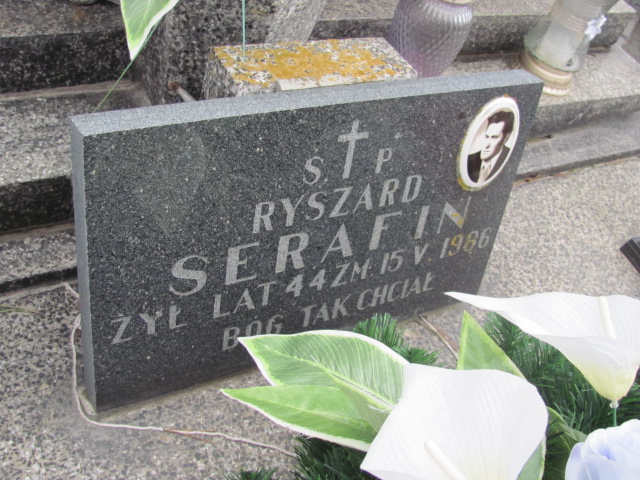 S. † P.
RYSZARD
SERAFIN
ŻYŁ LAT 44 ZM. 15 V. 1986
BÓG TAK CHCIAŁ